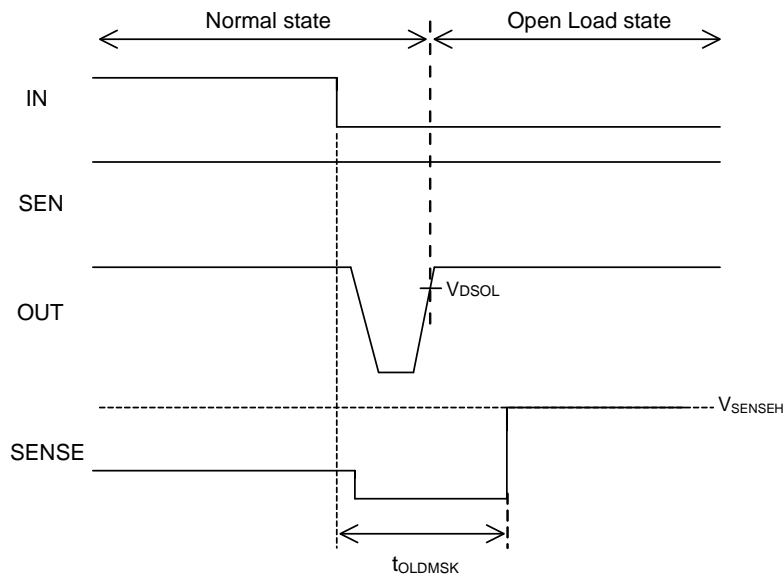 Normal state
Open Load state
IN
SEN
OUT
VDSOL
VSENSEH
SENSE
tOLDMSK